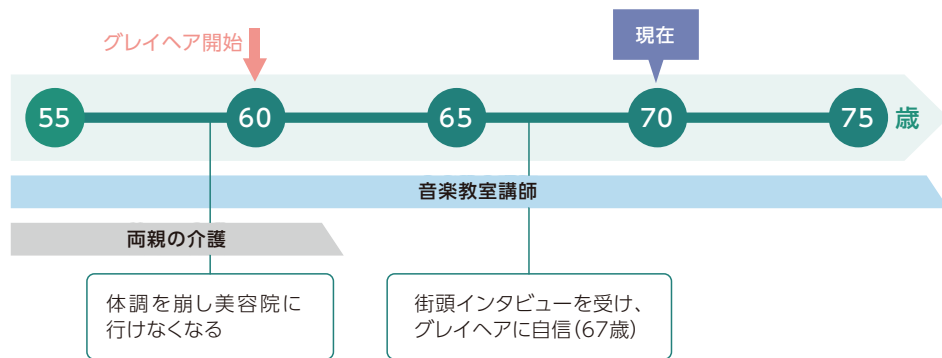 グレイヘア開始
現在
55 60 65 70 75 歳
音楽教室講師
両親の介護
体調を崩し美容院に
行けなくなる
街頭インタビューを受け、
グレイヘアに自信(67歳)